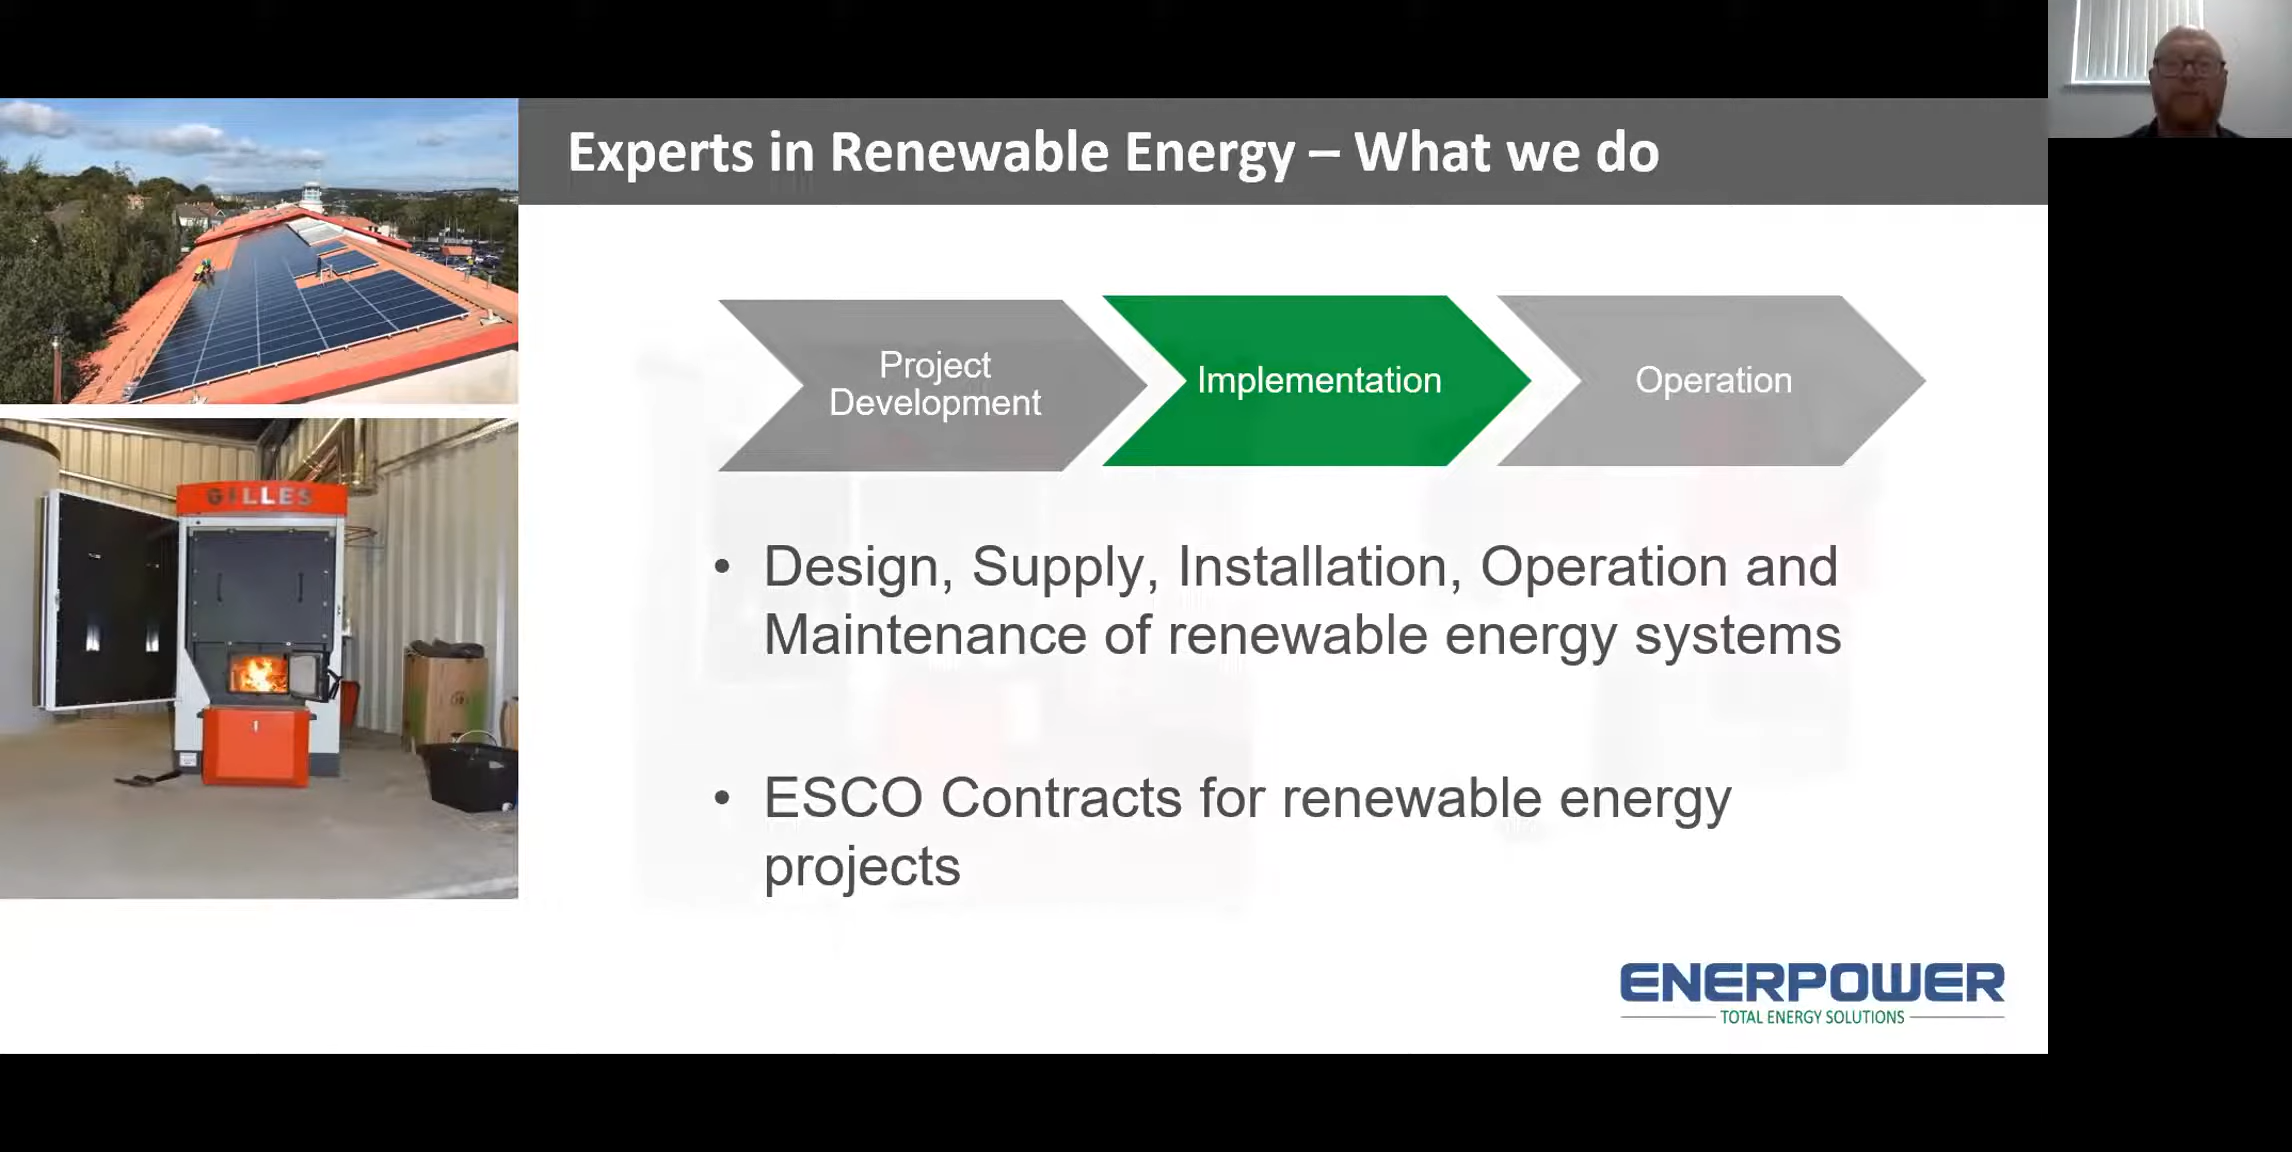 Experts in Renewable Energy – What we do
Project
Development
Implementation
Operation
GILLES
• Design, Supply, Installation, Operation and
Maintenance of renewable energy systems
• ESCO Contracts for renewable energy
projects
ENERPOWER
TOTAL ENERGY SOLUTIONS